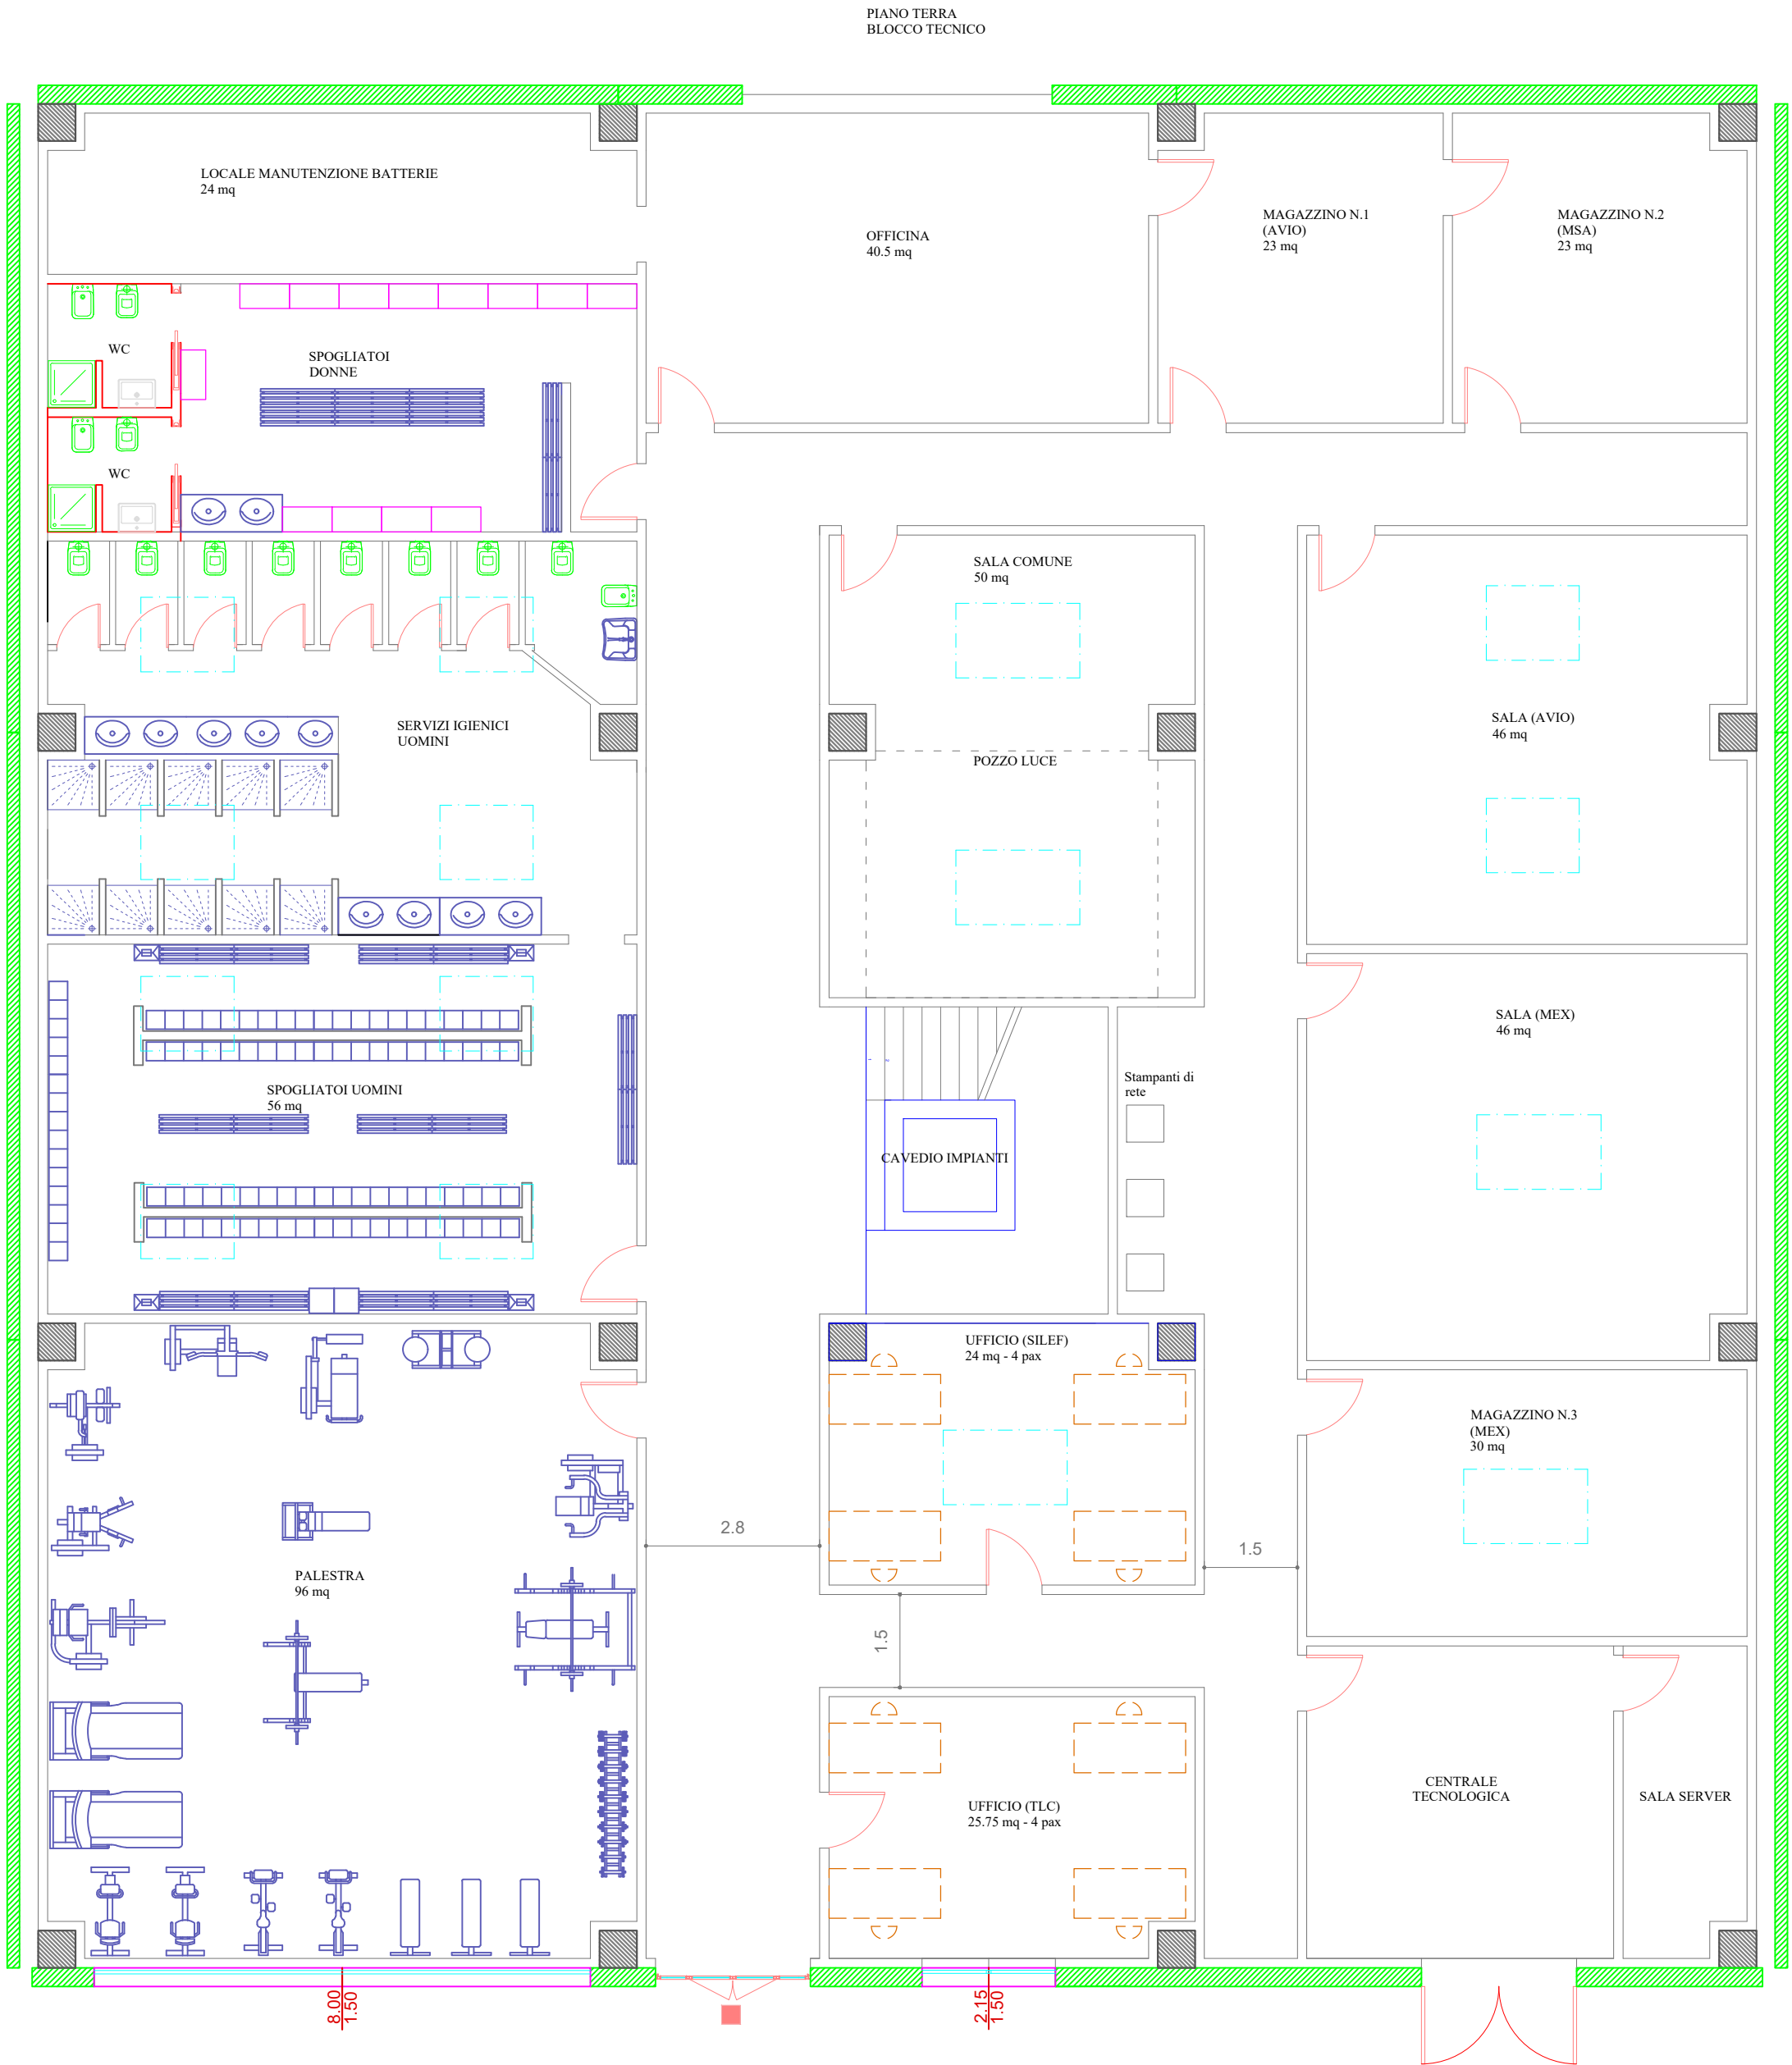 PIANO TERRA
BLOCCO TECNICO
LOCALE MANUTENZIONE BATTERIE
24 mq
OFFICINA
40.5 mq
MAGAZZINO N.1
(AVIO)
23 mq
MAGAZZINO N.2
(MSA)
23 mq
WC
SPOGLIATOI
DONNE
WC
SALA COMUNE
50 mq
SERVIZI IGIENICI
UOMINI
POZZO LUCE
SALA (AVIO)
46 mq
SALA (MEX)
46 mq
SPOGLIATOI UOMINI
56 mq
Stampanti di
rete
CAVEDIO IMPIANTI
UFFICIO (SILEF)
24 mq - 4 pax
MAGAZZINO N.3
(MEX)
30 mq
2.8
1.5
PALESTRA
96 mq
1.5
UFFICIO (TLC)
25.75 mq - 4 pax
CENTRALE
TECNOLOGICA
SALA SERVER
8.00
1.50
2.15
1.50